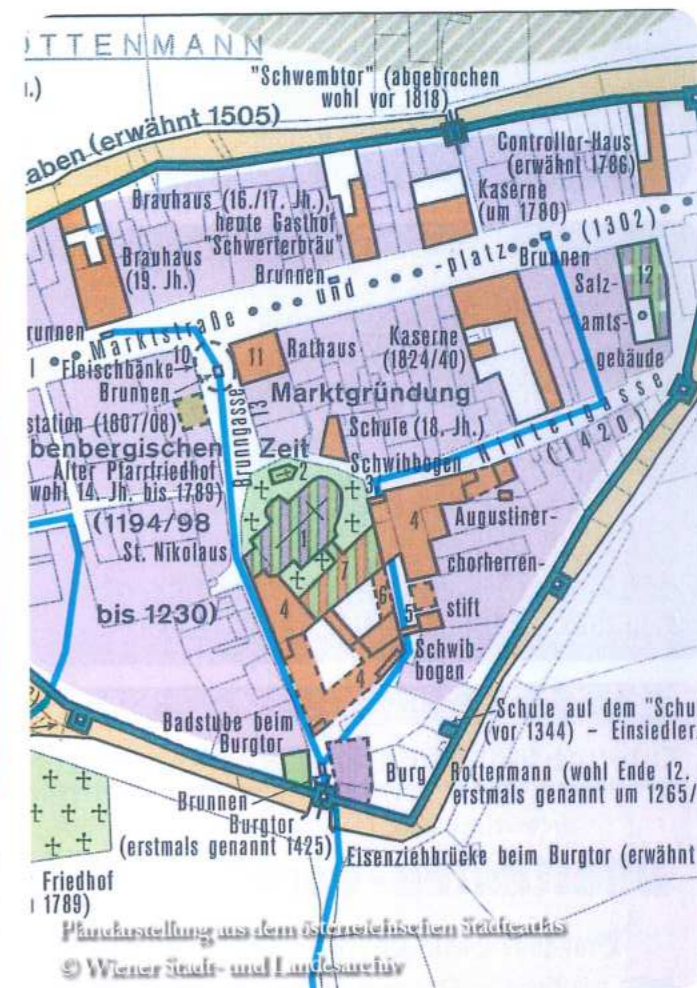 OTTENMANN
"Schwembtor" (abgebrochen
wohl vor 1818)
aben (erwähnt 1505)
Controllor-Haus
(erwähnt 1786)
Brauhaus (16./17. Jh.),
heute Gasthof
"Schwerterbräu"
Kaserne
(um 1780)
Brauhaus
(19. Jh.)
Brunnen
Marktstraße und -platz (1302)
Brunnen
12
Salz-
amts-
gebäude
runnen
10
Fleischbänke
Brunnen
11
Rathaus
Kaserne
(1824/40)
Marktgründung
station (1807/08)
Brunngasse
13
Schule (18. Jh.)
Hintergasse
(1420)
benbergischen Zeit
Alter Pfarrfriedhof
wohl 14. Jh. bis 1789)
2
Schwibbogen
3
(1194/98
1
4
Augustiner-
St. Nikolaus
chorherren-
7
bis 1230)
4
6
5
stift
Schwib-
bogen
4
Badstube beim
Burgtor
Schule auf dem "Schu
(vor 1344) - Einsiedler
Burg Rottenmann (wohl Ende 12.
erstmals genannt um 1265/
Brunnen
Burgtor
(erstmals genannt 1425)
Eisenziehbrücke beim Burgtor (erwähnt
Friedhof
1789)
Plandarstellung aus dem österreichischen Städteatlas
© Wiener Stadt- und Landesarchiv